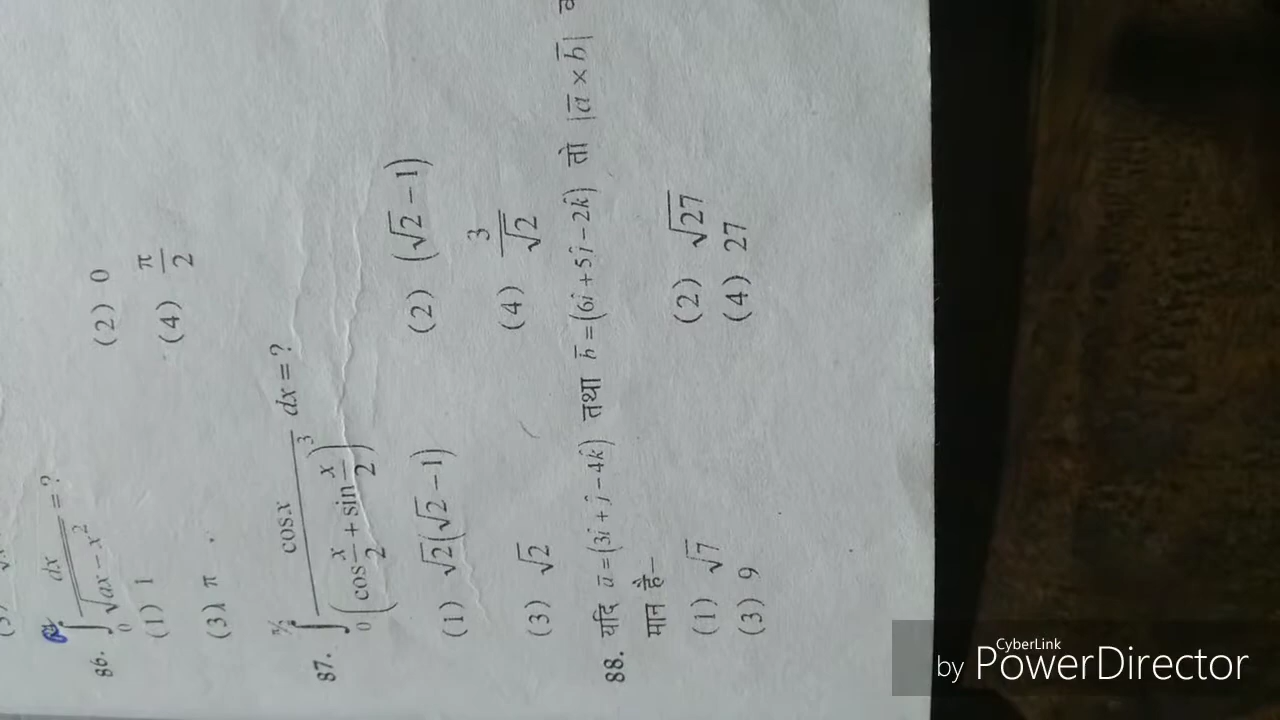 86. ∫₀ dx/√(ax − x²) = ?
(1) 1 (2) 0
(3) π (4) π/2
87. ∫₀ cos x/(cos x/2 + sin x/2)³ dx = ?
(1) √2(√2 − 1) (2) (√2 − 1)
(3) √2 (4) 3/√2
88. यदि a̅ = (3î + ĵ − 4k̂) तथा b̅ = (6î + 5ĵ − 2k̂) तो |a̅ × b̅|
मान है–
(1) √7 (2) √27
(3) 9 (4) 27
CyberLink
by PowerDirector